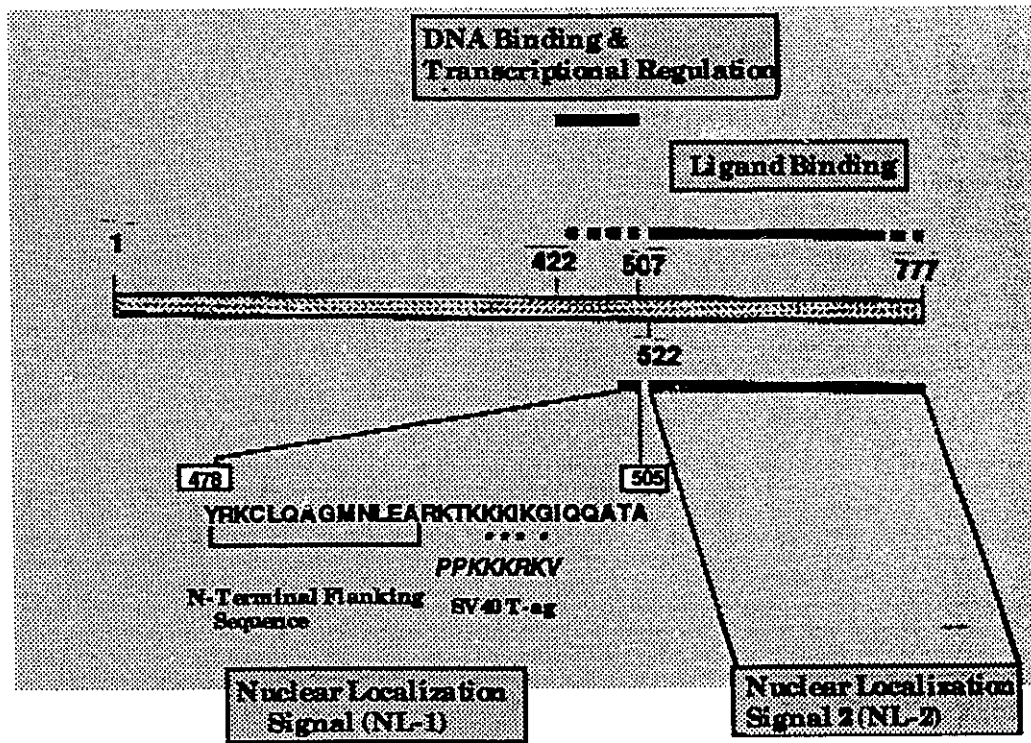 DNA Binding &
Transcriptional Regulation
Ligand Binding
1
422
507
777
522
478
505
YRKCLQAGMNLEARKTKKKIKGIQQATA
PPKKKRKV
N-Terminal Flanking
Sequence
SV40 T-ag
Nuclear Localization
Signal (NL-1)
Nuclear Localization
Signal 2 (NL-2)